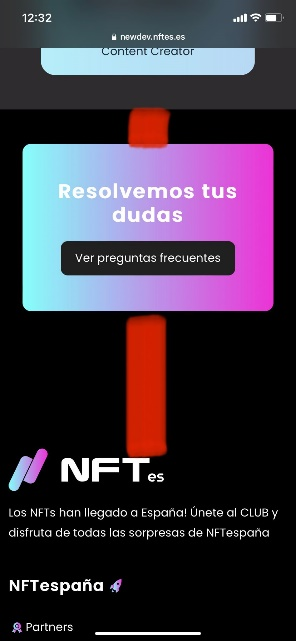 12:32
newdev.nftes.es
Content Creator
Resolvemos tus
dudas
Ver preguntas frecuentes
NFTes
Los NFTs han llegado a España! Únete al CLUB y
disfruta de todas las sorpresas de NFTespaña
NFTespaña 🚀
Partners